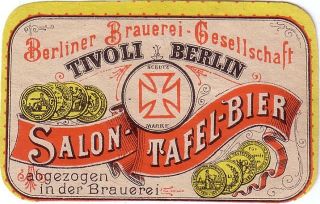 Berliner Brauerei-Gesellschaft
TIVOLI BERLIN
SCHUTZ
MARKE
SALON-TAFEL-BIER
abgezogen
in der Brauerei